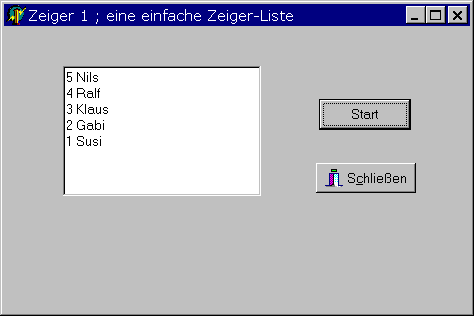 Zeiger 1 ; eine einfache Zeiger-Liste
5 Nils
4 Ralf
3 Klaus
2 Gabi
1 Susi
Start
Schließen